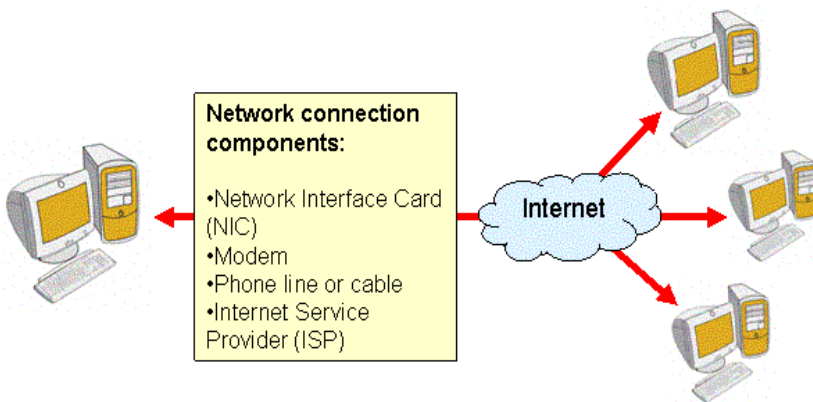 Network connection
components:
•Network Interface Card
(NIC)
•Modem
•Phone line or cable
•Internet Service
Provider (ISP)
Internet